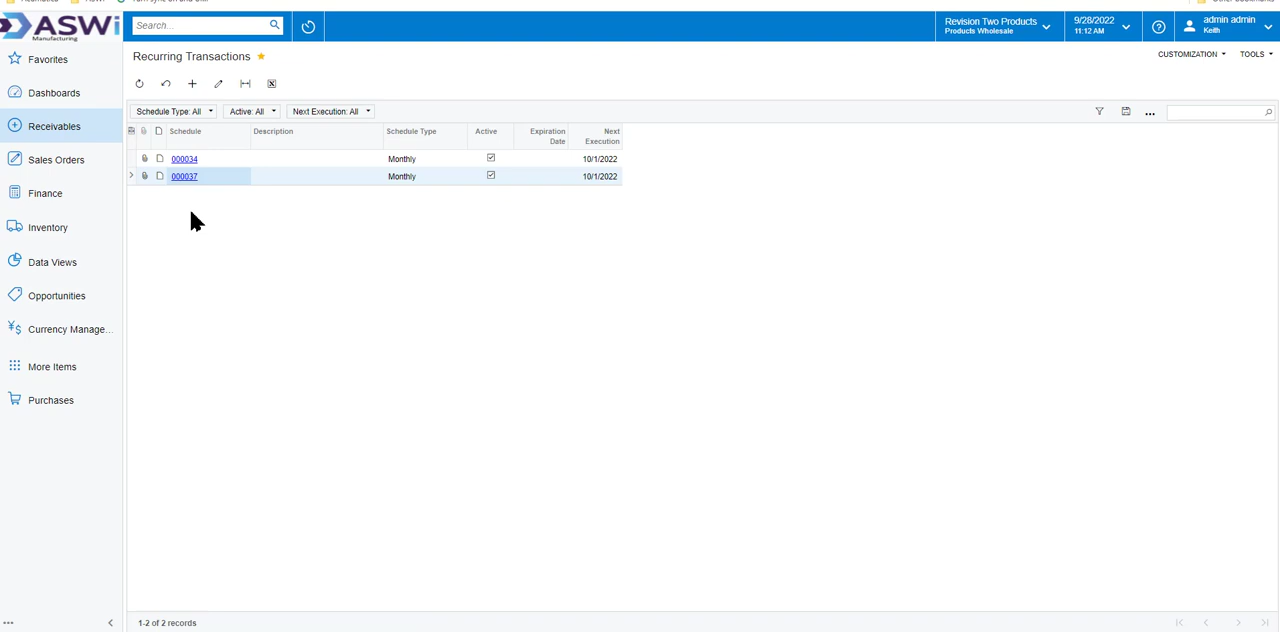 ASWi
Manufacturing
Search...
Revision Two Products
Products Wholesale
9/28/2022
11:12 AM
admin admin
Keith
Favorites
Dashboards
Receivables
Sales Orders
Finance
Inventory
Data Views
Opportunities
Currency Manage...
More Items
Purchases
Recurring Transactions
CUSTOMIZATION
TOOLS
Schedule Type: All
Active: All
Next Execution: All
Schedule Description Schedule Type Active Expiration Date Next Execution
000034 Monthly 10/1/2022
000037 Monthly 10/1/2022
1-2 of 2 records